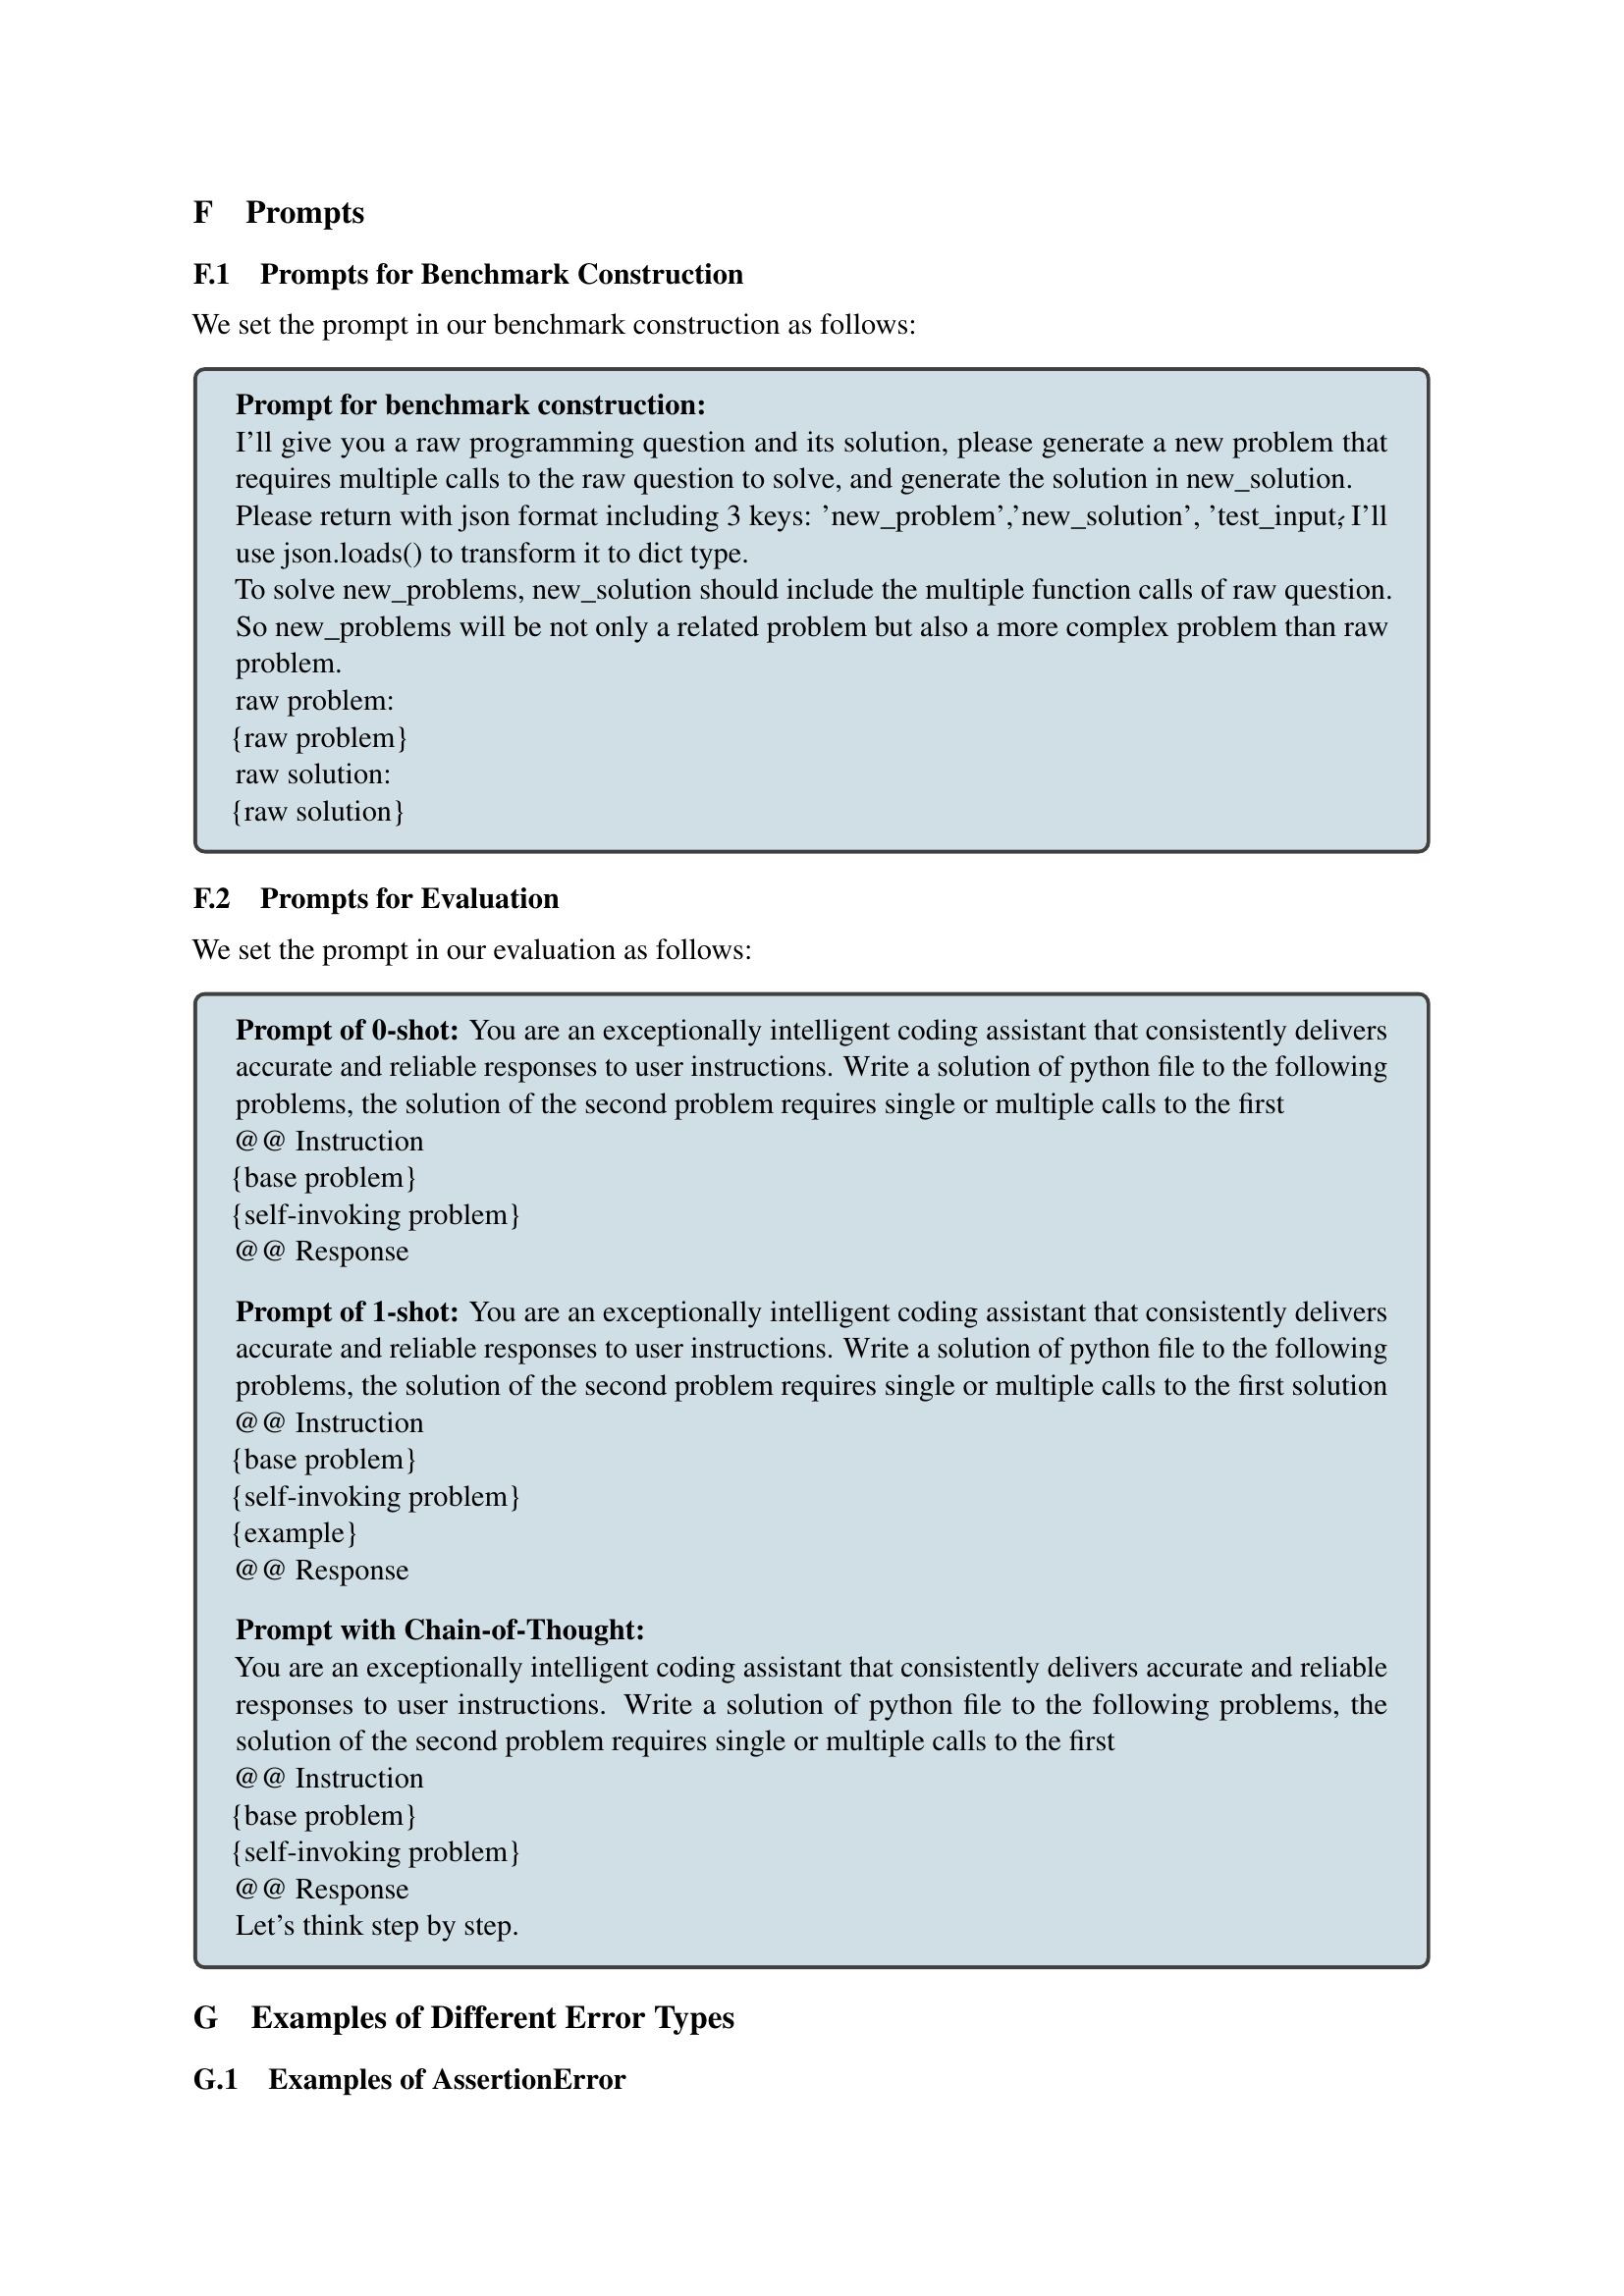 F Prompts
F.1 Prompts for Benchmark Construction
We set the prompt in our benchmark construction as follows:
Prompt for benchmark construction:
I’ll give you a raw programming question and its solution, please generate a new problem that
requires multiple calls to the raw question to solve, and generate the solution in new_solution.
Please return with json format including 3 keys: ’new_problem’,’new_solution’, ’test_input‚ I’ll
use json.loads() to transform it to dict type.
To solve new_problems, new_solution should include the multiple function calls of raw question.
So new_problems will be not only a related problem but also a more complex problem than raw
problem.
raw problem:
{raw problem}
raw solution:
{raw solution}
F.2 Prompts for Evaluation
We set the prompt in our evaluation as follows:
Prompt of 0-shot: You are an exceptionally intelligent coding assistant that consistently delivers
accurate and reliable responses to user instructions. Write a solution of python file to the following
problems, the solution of the second problem requires single or multiple calls to the first
@@ Instruction
{base problem}
{self-invoking problem}
@@ Response
Prompt of 1-shot: You are an exceptionally intelligent coding assistant that consistently delivers
accurate and reliable responses to user instructions. Write a solution of python file to the following
problems, the solution of the second problem requires single or multiple calls to the first solution
@@ Instruction
{base problem}
{self-invoking problem}
{example}
@@ Response
Prompt with Chain-of-Thought:
You are an exceptionally intelligent coding assistant that consistently delivers accurate and reliable
responses to user instructions. Write a solution of python file to the following problems, the
solution of the second problem requires single or multiple calls to the first
@@ Instruction
{base problem}
{self-invoking problem}
@@ Response
Let’s think step by step.
G Examples of Different Error Types
G.1 Examples of AssertionError